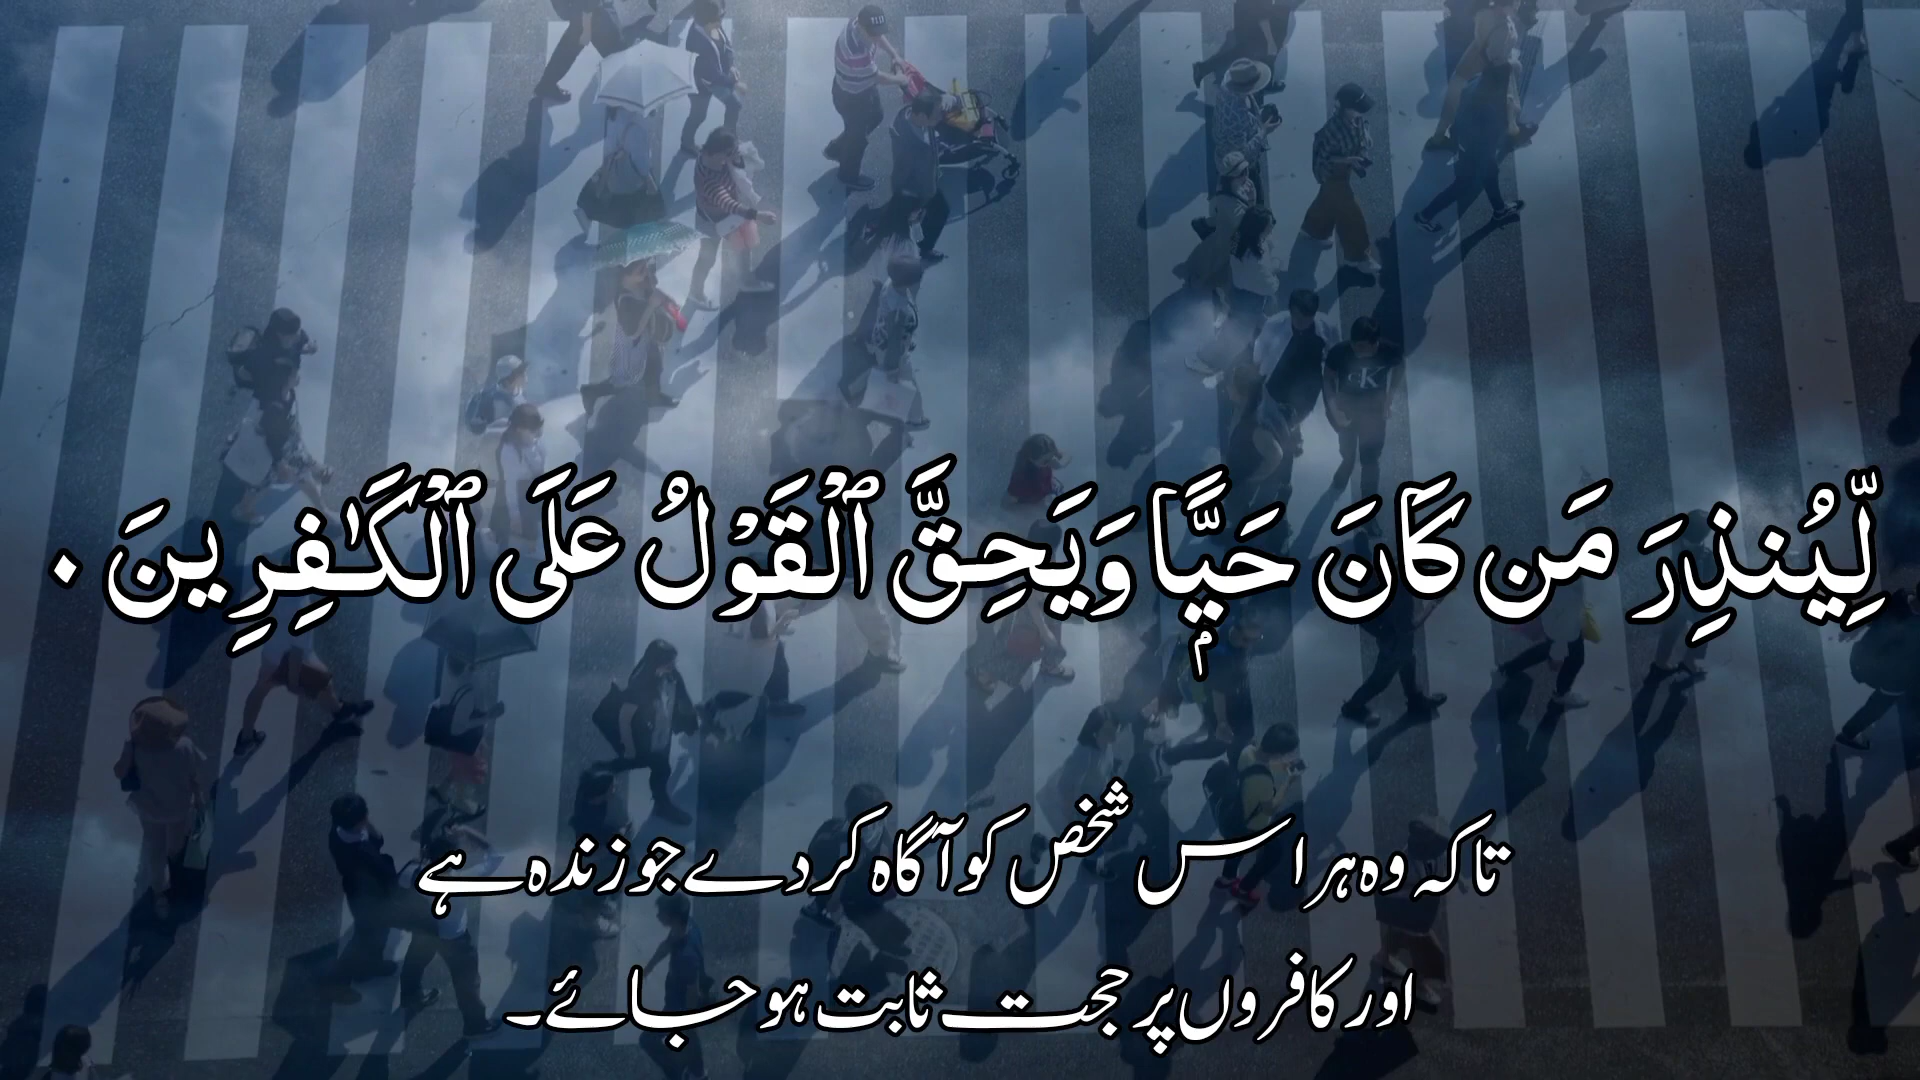 لِّيُنذِرَ مَن كَانَ حَيًّۭا وَيَحِقَّ ٱلْقَوْلُ عَلَى ٱلْكَـٰفِرِينَ ٠
تاکہ وہ ہر اس شخص کو آگاہ کر دے جو زندہ ہے
اور کافروں پر حجت ثابت ہو جائے۔